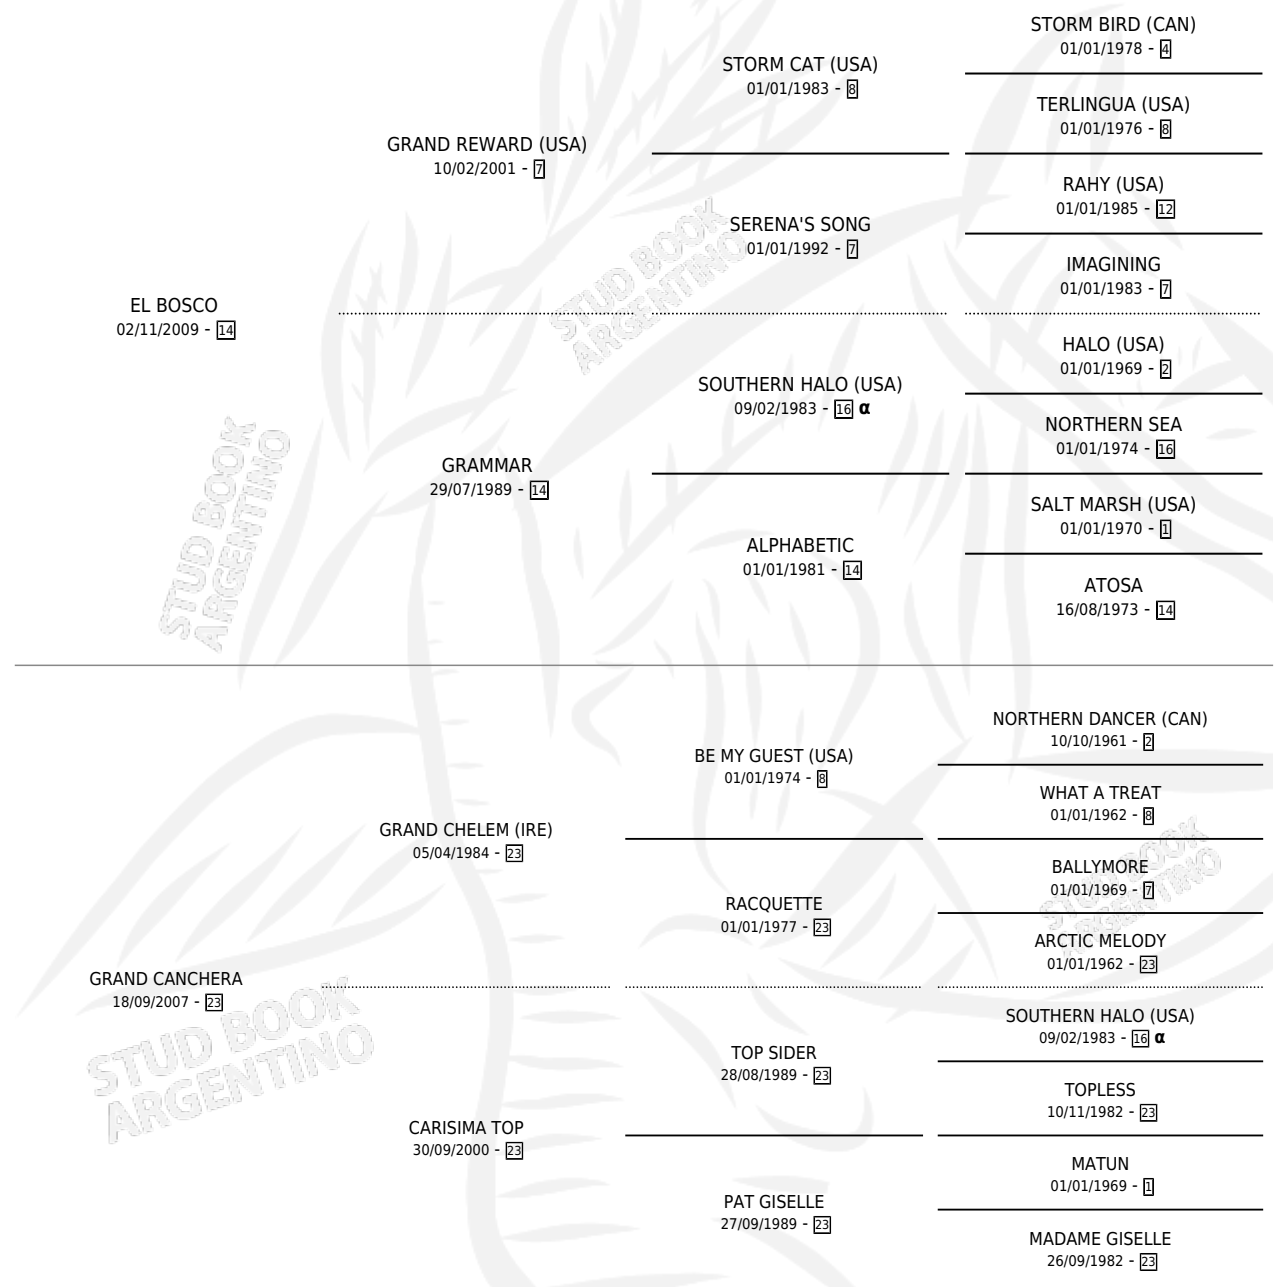 STORM BIRD (CAN)
01/01/1978 - 4
STORM CAT (USA)
01/01/1983 - 8
TERLINGUA (USA)
01/01/1976 - 8
GRAND REWARD (USA)
10/02/2001 - 7
RAHY (USA)
01/01/1985 - 12
SERENA'S SONG
01/01/1992 - 7
IMAGINING
01/01/1983 - 7
EL BOSCO
02/11/2009 - 14
HALO (USA)
01/01/1969 - 2
SOUTHERN HALO (USA)
09/02/1983 - 16 α
NORTHERN SEA
01/01/1974 - 16
GRAMMAR
29/07/1989 - 14
SALT MARSH (USA)
01/01/1970 - 1
ALPHABETIC
01/01/1981 - 14
ATOSA
16/08/1973 - 14
STUD BOOK
ARGENTINO
STUD BOOK
ARGENTINO
NORTHERN DANCER (CAN)
10/10/1961 - 2
BE MY GUEST (USA)
01/01/1974 - 8
WHAT A TREAT
01/01/1962 - 8
GRAND CHELEM (IRE)
05/04/1984 - 23
BALLYMORE
01/01/1969 - 7
RACQUETTE
01/01/1977 - 23
ARCTIC MELODY
01/01/1962 - 23
GRAND CANCHERA
18/09/2007 - 23
SOUTHERN HALO (USA)
09/02/1983 - 16 α
TOP SIDER
28/08/1989 - 23
TOPLESS
10/11/1982 - 23
CARISIMA TOP
30/09/2000 - 23
MATUN
01/01/1969 - 1
PAT GISELLE
27/09/1989 - 23
MADAME GISELLE
26/09/1982 - 23
STUD BOOK
ARGENTINO
STUD BOOK
ARGENTINO